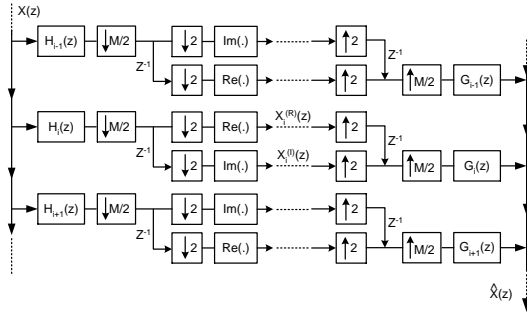 X(z)
H_{i-1}(z) ↓M/2 ↓2 Im(.) ↑2
Z^{-1} Z^{-1}
↓2 Re(.) ↑2 ↑M/2 G_{i-1}(z)
X_i^{(R)}(z)
H_i(z) ↓M/2 ↓2 Re(.) ↑2
Z^{-1} X_i^{(I)}(z) Z^{-1}
↓2 Im(.) ↑2 ↑M/2 G_i(z)
H_{i+1}(z) ↓M/2 ↓2 Im(.) ↑2
Z^{-1} Z^{-1}
↓2 Re(.) ↑2 ↑M/2 G_{i+1}(z)
X̂(z)